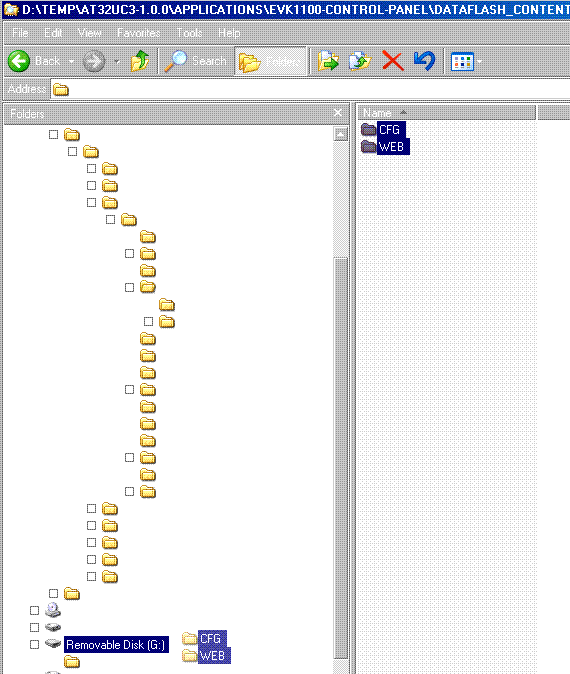 D:\TEMP\AT32UC3-1.0.0\APPLICATIONS\EVK1100-CONTROL-PANEL\DATAFLASH_CONTENT
File Edit View Favorites Tools Help
Back Search Folders
Address
Folders × Name
CFG
WEB
Removable Disk (G:) CFG
WEB